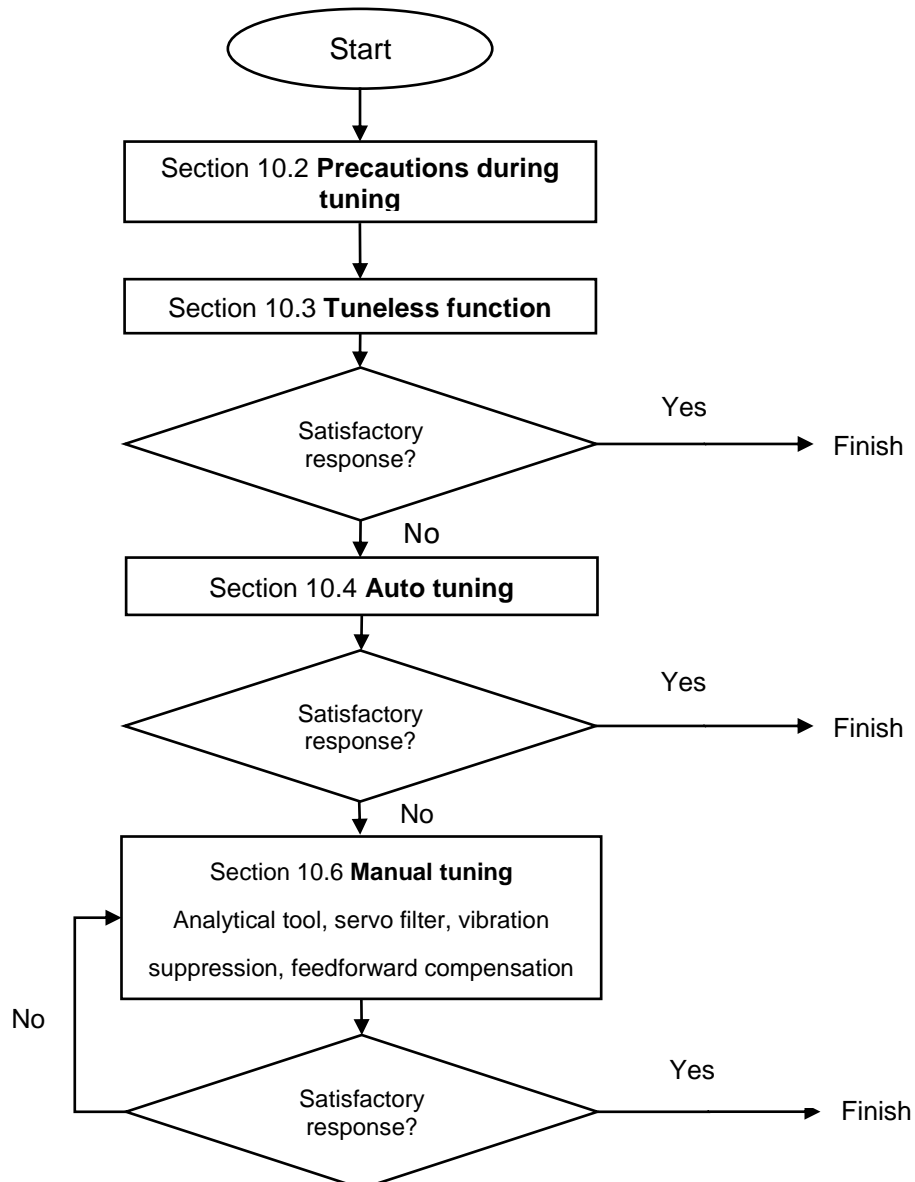 Start
Section 10.2 Precautions during
tuning
Section 10.3 Tuneless function
Yes
Satisfactory
response?
Finish
No
Section 10.4 Auto tuning
Yes
Satisfactory
response?
Finish
No
Section 10.6 Manual tuning
Analytical tool, servo filter, vibration
suppression, feedforward compensation
No
Yes
Satisfactory
response?
Finish